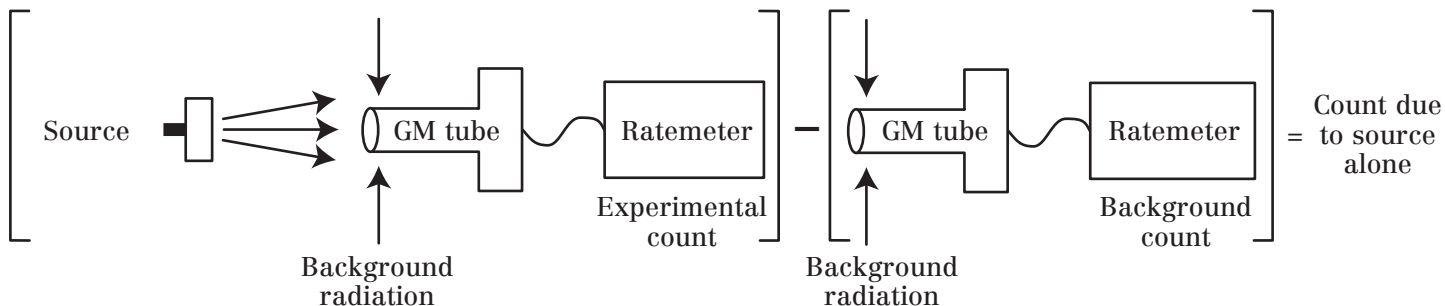 Source
GM tube
Ratemeter
Experimental
count
Background
radiation
–
GM tube
Ratemeter
Background
count
Background
radiation
=
Count due
to source
alone